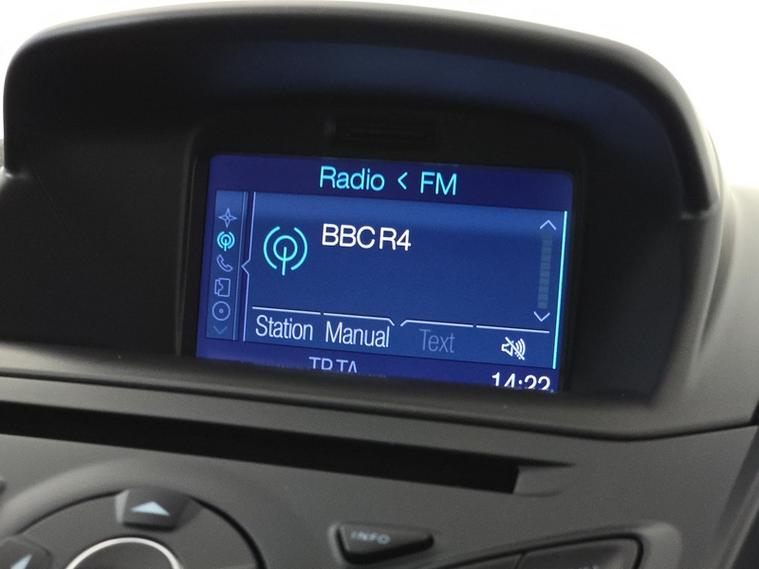 Radio < FM
BBC R4
Station Manual Text
TP TA
14:22
INFO